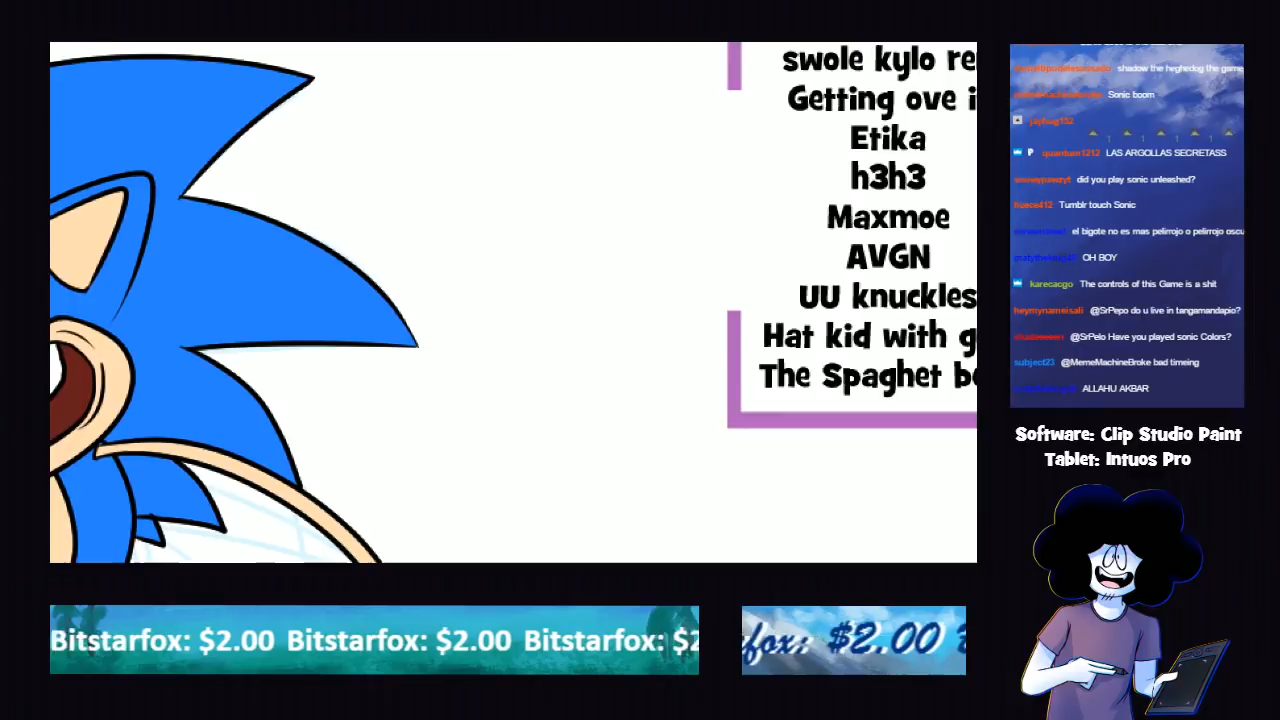 swole kylo re
Getting ove i
Etika
h3h3
Maxmoe
AVGN
UU knuckles
Hat kid with g
The Spaghet be
shadow the heghedog the game
Sonic boom
jayfrug152
quantum1212 LAS ARGOLLAS SECRETASS
did you play sonic unleashed?
Tumblr touch Sonic
el bigote no es mas pelirrojo o pelirrojo oscu
OH BOY
karecaogo The controls of this Game is a shit
heymynameisali @SrPepo do u live in tangamandapio?
@SrPelo Have you played sonic Colors?
subject23 @MemeMachineBroke bad timeing
ALLAHU AKBAR
Software: Clip Studio Paint
Tablet: Intuos Pro
Bitstarfox: $2.00 Bitstarfox: $2.00 Bitstarfox: $2
fox: $2.00